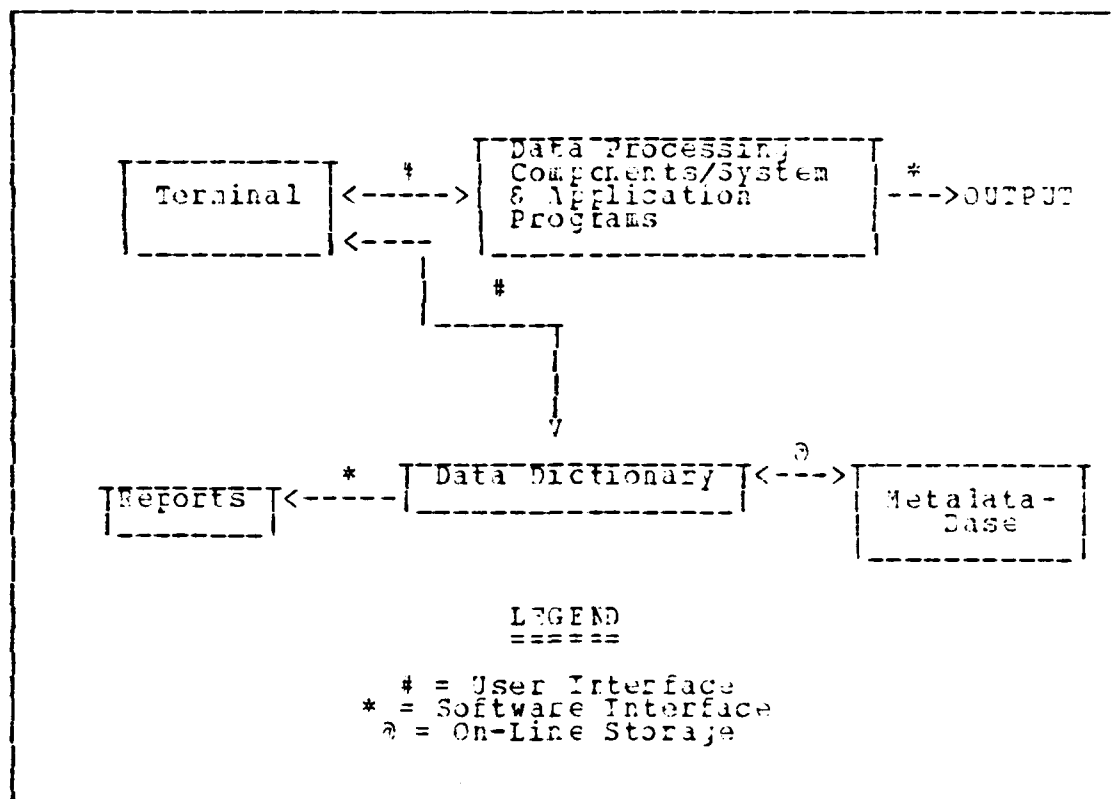 Data Processing
Components/System
& Application
Programs
Terminal
#
*
OUTPUT
#
@
Data Dictionary
*
Reports
Metadata-
Base
LEGEND
# = User Interface
* = Software Interface
@ = On-Line Storage